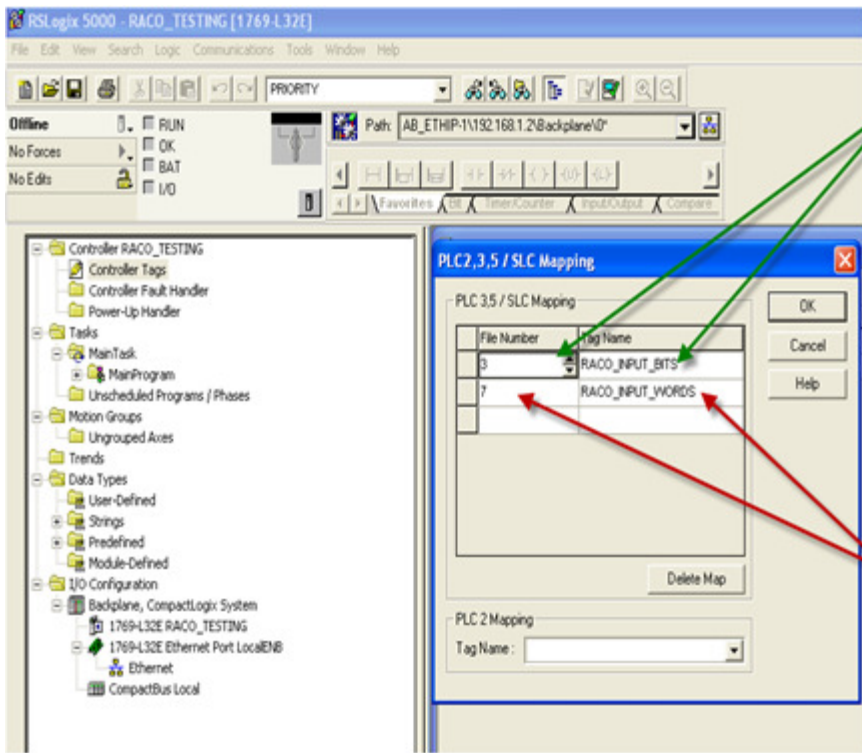 RSLogix 5000 - RACO_TESTING [1769-L32E]
File Edit View Search Logic Communications Tools Window Help
PRIORITY
Offline
RUN
No Forces
OK
No Edits
BAT
I/O
Path: AB_ETHIP-1\192.168.1.2\Backplane\0*
Favorites Bit Timer/Counter Input/Output Compare
Controller RACO_TESTING
Controller Tags
Controller Fault Handler
Power-Up Handler
Tasks
MainTask
MainProgram
Unscheduled Programs / Phases
Motion Groups
Ungrouped Axes
Trends
Data Types
User-Defined
Strings
Predefined
Module-Defined
I/O Configuration
Backplane, CompactLogix System
1769-L32E RACO_TESTING
1769-L32E Ethernet Port LocalENB
Ethernet
CompactBus Local
PLC2,3,5 / SLC Mapping
PLC 3,5 / SLC Mapping
File Number Tag Name
3 RACO_INPUT_BITS
7 RACO_INPUT_WORDS
Delete Map
PLC 2 Mapping
Tag Name :
OK
Cancel
Help